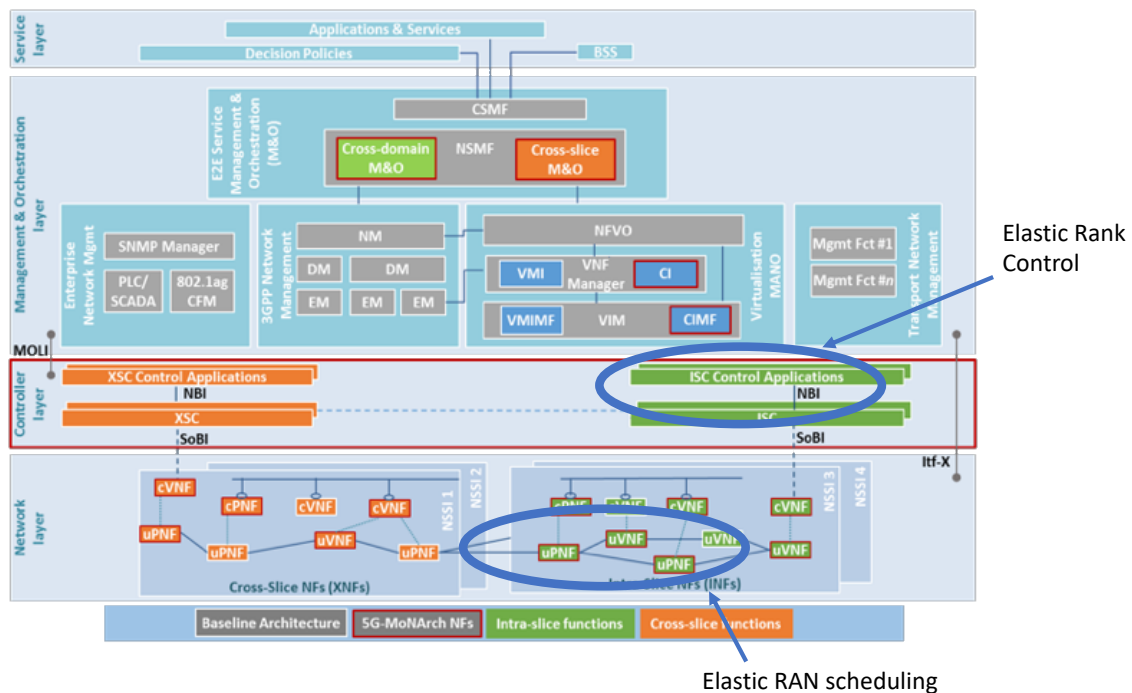 Service
layer
Applications & Services
Decision Policies
BSS
Management & Orchestration
layer
E2E Service
Management &
Orchestration
(M&O)
CSMF
NSMF
Cross-domain
M&O
Cross-slice
M&O
Enterprise
Network Mgmt
SNMP Manager
PLC/
SCADA
802.1ag
CFM
3GPP Network
Management
NM
DM
DM
EM
EM
EM
NFVO
VMI
VNF
Manager
CI
VMIMF
VIM
CIMF
Virtualisation
MANO
Mgmt Fct #1
Mgmt Fct #n
Transport Network
Management
Elastic Rank
Control
MOLI
Controller
layer
XSC Control Applications
NBI
XSC
SoBI
ISC Control Applications
NBI
ISC
SoBI
Itf-X
Network
layer
cVNF
cPNF
cVNF
cVNF
uPNF
uPNF
uVNF
uPNF
NSSI 1
NSSI 2
Cross-Slice NFs (XNFs)
cPNF
cVNF
cVNF
cVNF
uPNF
uVNF
uVNF
uPNF
uVNF
NSSI 3
NSSI 4
Intra-Slice NFs (INFs)
Baseline Architecture
5G-MoNArch NFs
Intra-slice functions
Cross-slice functions
Elastic RAN scheduling